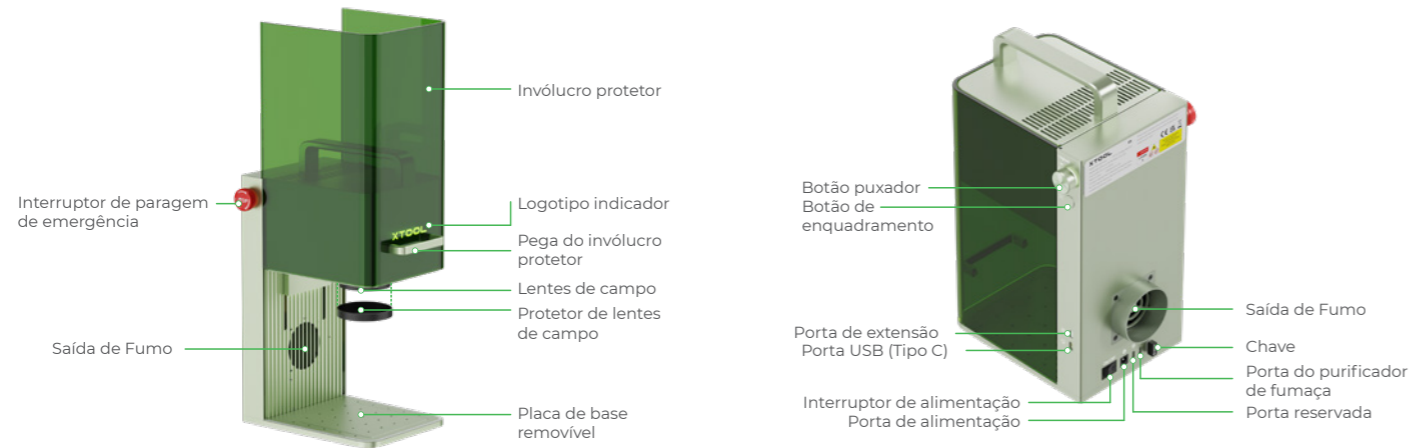 Invólucro protetor
Interruptor de paragem
de emergência
Logotipo indicador
XTOOL
Pega do invólucro
protetor
Lentes de campo
Protetor de lentes
de campo
Saída de Fumo
Placa de base
removível
XTOOL
Botão puxador
Botão de
enquadramento
Porta de extensão
Porta USB (Tipo C)
Interruptor de alimentação
Porta de alimentação
Saída de Fumo
Chave
Porta do purificador
de fumaça
Porta reservada